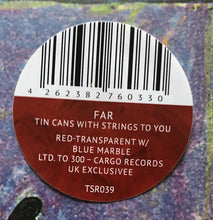 4 262382 760330
FAR
TIN CANS WITH STRINGS TO YOU
RED-TRANSPARENT W/
BLUE MARBLE
LTD. TO 300 - CARGO RECORDS
UK EXCLUSIVEE
TSR039